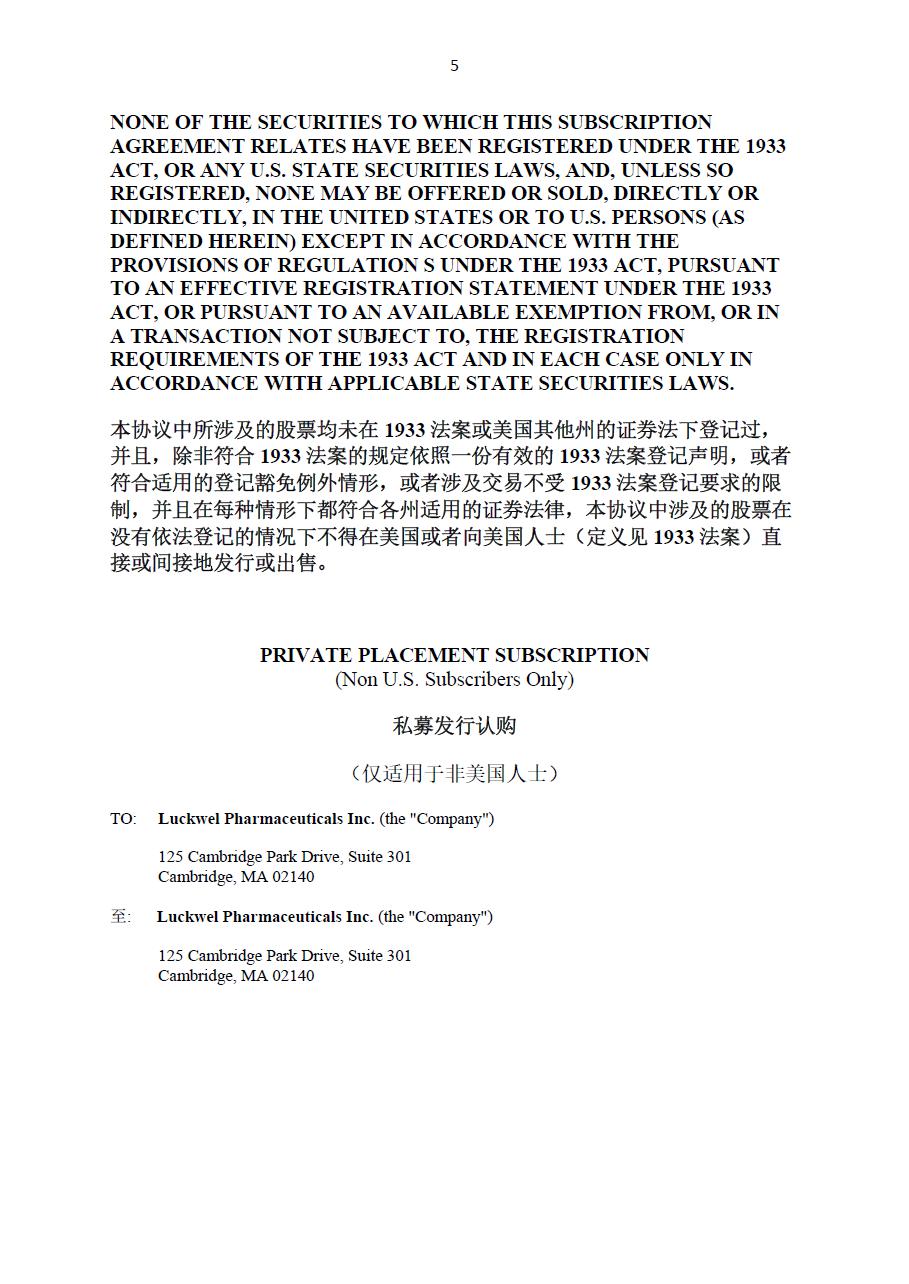 5
NONE OF THE SECURITIES TO WHICH THIS SUBSCRIPTION
AGREEMENT RELATES HAVE BEEN REGISTERED UNDER THE 1933
ACT, OR ANY U.S. STATE SECURITIES LAWS, AND, UNLESS SO
REGISTERED, NONE MAY BE OFFERED OR SOLD, DIRECTLY OR
INDIRECTLY, IN THE UNITED STATES OR TO U.S. PERSONS (AS
DEFINED HEREIN) EXCEPT IN ACCORDANCE WITH THE
PROVISIONS OF REGULATION S UNDER THE 1933 ACT, PURSUANT
TO AN EFFECTIVE REGISTRATION STATEMENT UNDER THE 1933
ACT, OR PURSUANT TO AN AVAILABLE EXEMPTION FROM, OR IN
A TRANSACTION NOT SUBJECT TO, THE REGISTRATION
REQUIREMENTS OF THE 1933 ACT AND IN EACH CASE ONLY IN
ACCORDANCE WITH APPLICABLE STATE SECURITIES LAWS.
本协议中所涉及的股票均未在 1933 法案或美国其他州的证券法下登记过，
并且，除非符合 1933 法案的规定依照一份有效的 1933 法案登记声明，或者
符合适用的登记豁免例外情形，或者涉及交易不受 1933 法案登记要求的限
制，并且在每种情形下都符合各州适用的证券法律，本协议中涉及的股票在
没有依法登记的情况下不得在美国或者向美国人士（定义见 1933 法案）直
接或间接地发行或出售。
PRIVATE PLACEMENT SUBSCRIPTION
(Non U.S. Subscribers Only)
私募发行认购
（仅适用于非美国人士）
TO: Luckwel Pharmaceuticals Inc. (the "Company")
125 Cambridge Park Drive, Suite 301
Cambridge, MA 02140
至: Luckwel Pharmaceuticals Inc. (the "Company")
125 Cambridge Park Drive, Suite 301
Cambridge, MA 02140